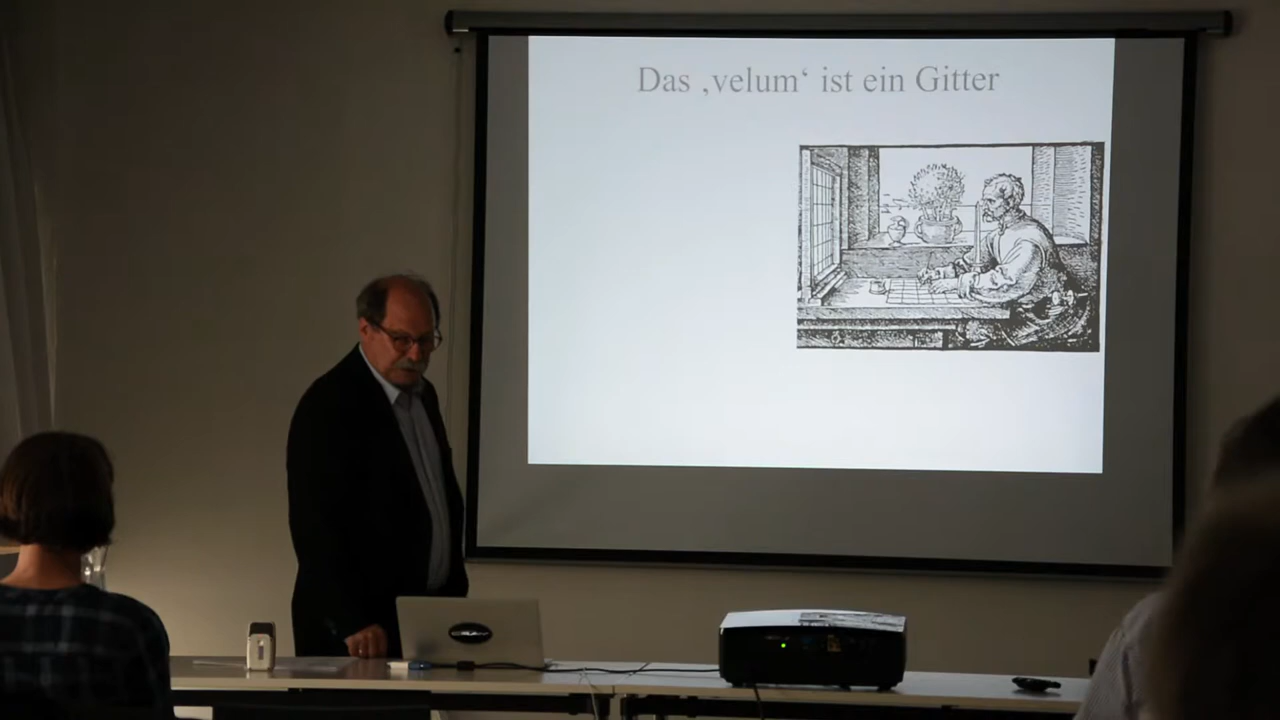 Das ‚velum‘ ist ein Gitter